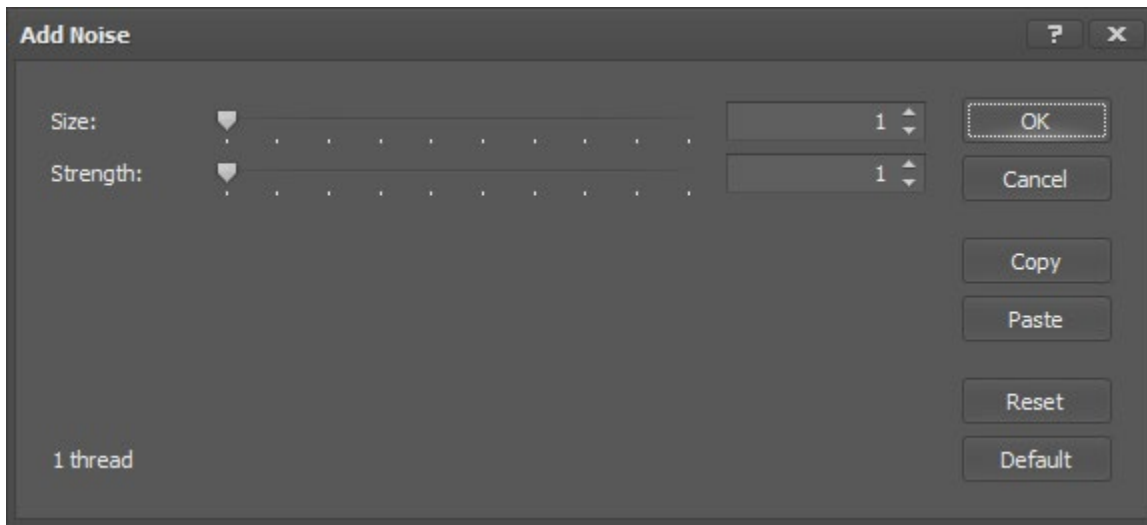 Add Noise ? x
Size: 1 OK
Strength: 1 Cancel
Copy
Paste
Reset
1 thread Default